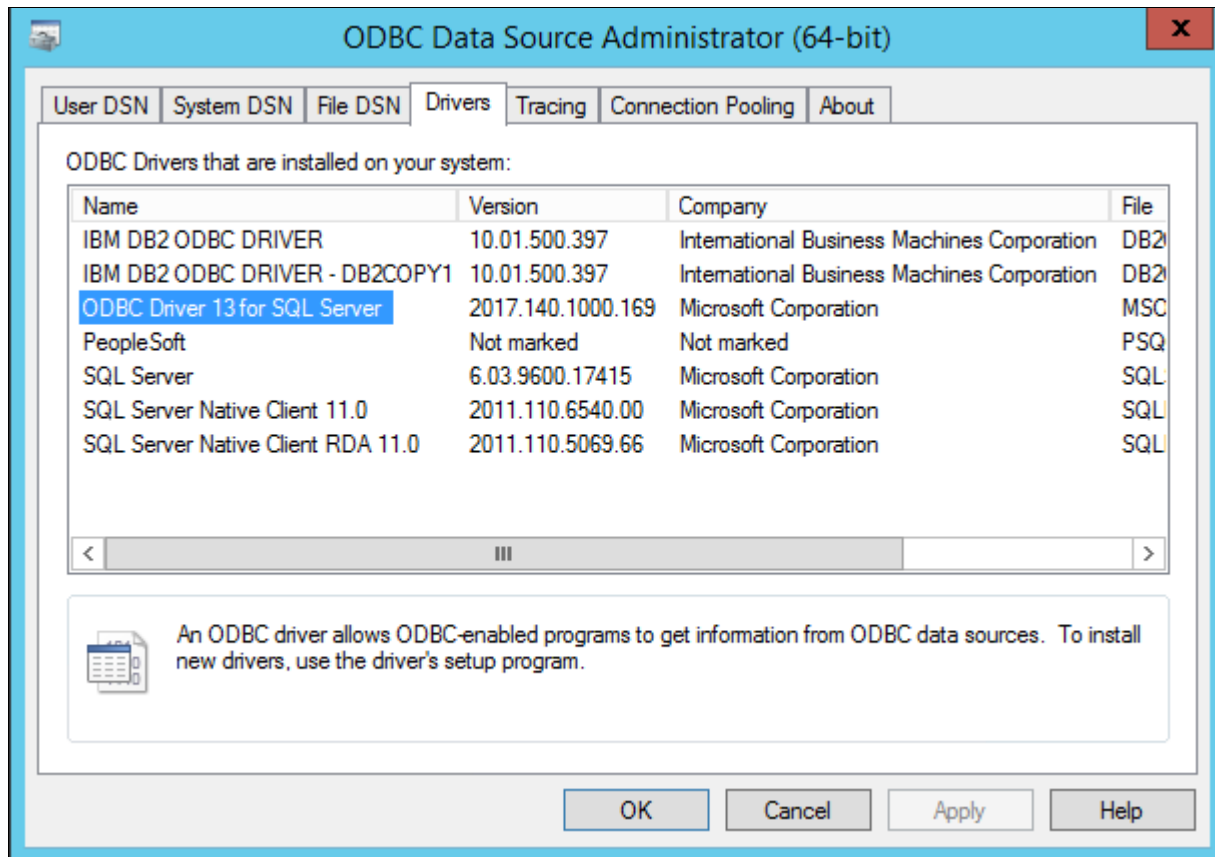 ODBC Data Source Administrator (64-bit)
x
User DSN System DSN File DSN Drivers Tracing Connection Pooling About
ODBC Drivers that are installed on your system:
Name Version Company File
IBM DB2 ODBC DRIVER 10.01.500.397 International Business Machines Corporation
IBM DB2 ODBC DRIVER - DB2COPY1 10.01.500.397 International Business Machines Corporation
ODBC Driver 13 for SQL Server 2017.140.1000.169 Microsoft Corporation
PeopleSoft Not marked Not marked PSQ
SQL Server 6.03.9600.17415 Microsoft Corporation SQL
SQL Server Native Client 11.0 2011.110.6540.00 Microsoft Corporation SQL
SQL Server Native Client RDA 11.0 2011.110.5069.66 Microsoft Corporation SQL
An ODBC driver allows ODBC-enabled programs to get information from ODBC data sources. To install
new drivers, use the driver's setup program.
OK Cancel Apply Help